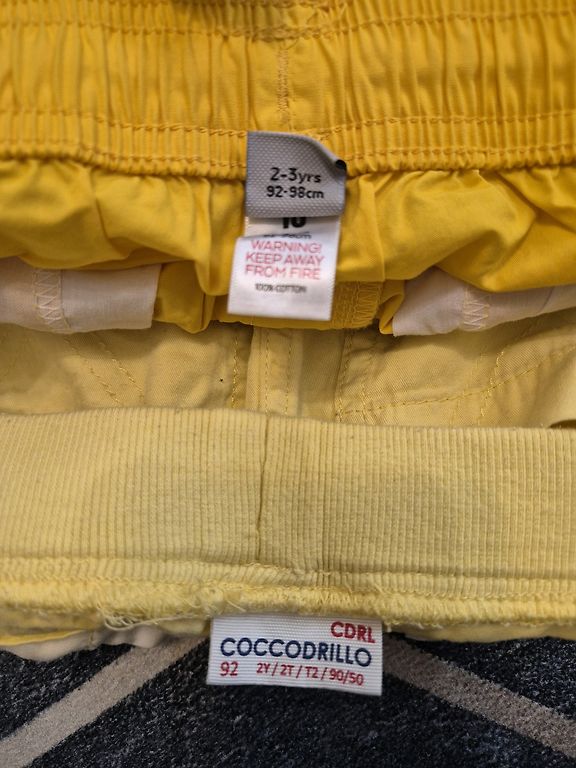 2-3yrs
92-98cm
WARNING!
KEEP AWAY
FROM FIRE
100% COTTON
CDRL
COCCODRILLO
92 2Y / 2T / T2 / 90/50